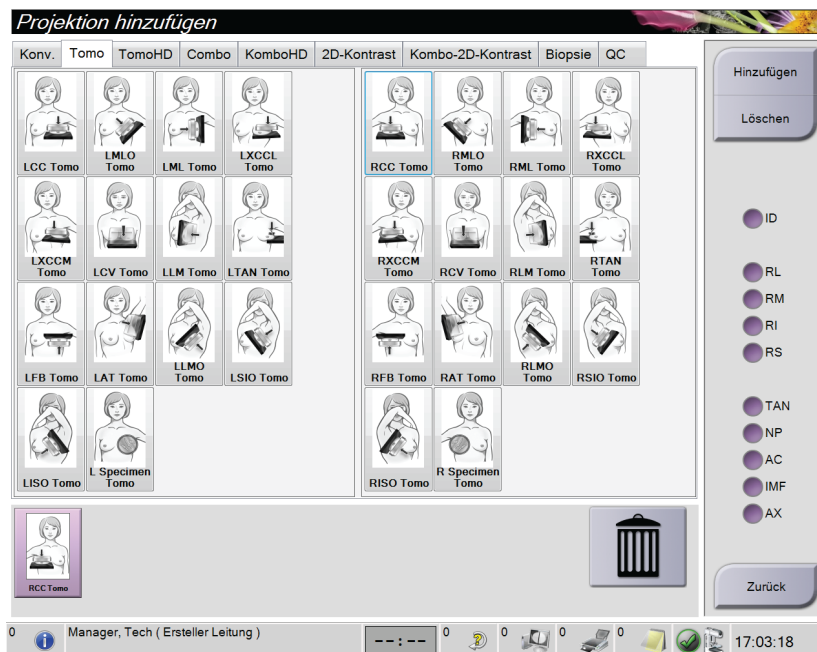 Projektion hinzufügen
Konv. Tomo TomoHD Combo KomboHD 2D-Kontrast Kombo-2D-Kontrast Biopsie QC
LCC Tomo
LMLO
Tomo
LML Tomo
LXCCL
Tomo
RCC Tomo
RMLO
Tomo
RML Tomo
RXCCL
Tomo
LXCCM
Tomo
LCV Tomo
LLM Tomo
LTAN Tomo
RXCCM
Tomo
RCV Tomo
RLM Tomo
RTAN
Tomo
LFB Tomo
LAT Tomo
LLMO
Tomo
LSIO Tomo
RFB Tomo
RAT Tomo
RLMO
Tomo
RSIO Tomo
LISO Tomo
L Specimen
Tomo
RISO Tomo
R Specimen
Tomo
RCC Tomo
Hinzufügen
Löschen
ID
RL
RM
RI
RS
TAN
NP
AC
IMF
AX
Zurück
0 Manager, Tech ( Ersteller Leitung ) --:-- 0 0 0 0 17:03:18